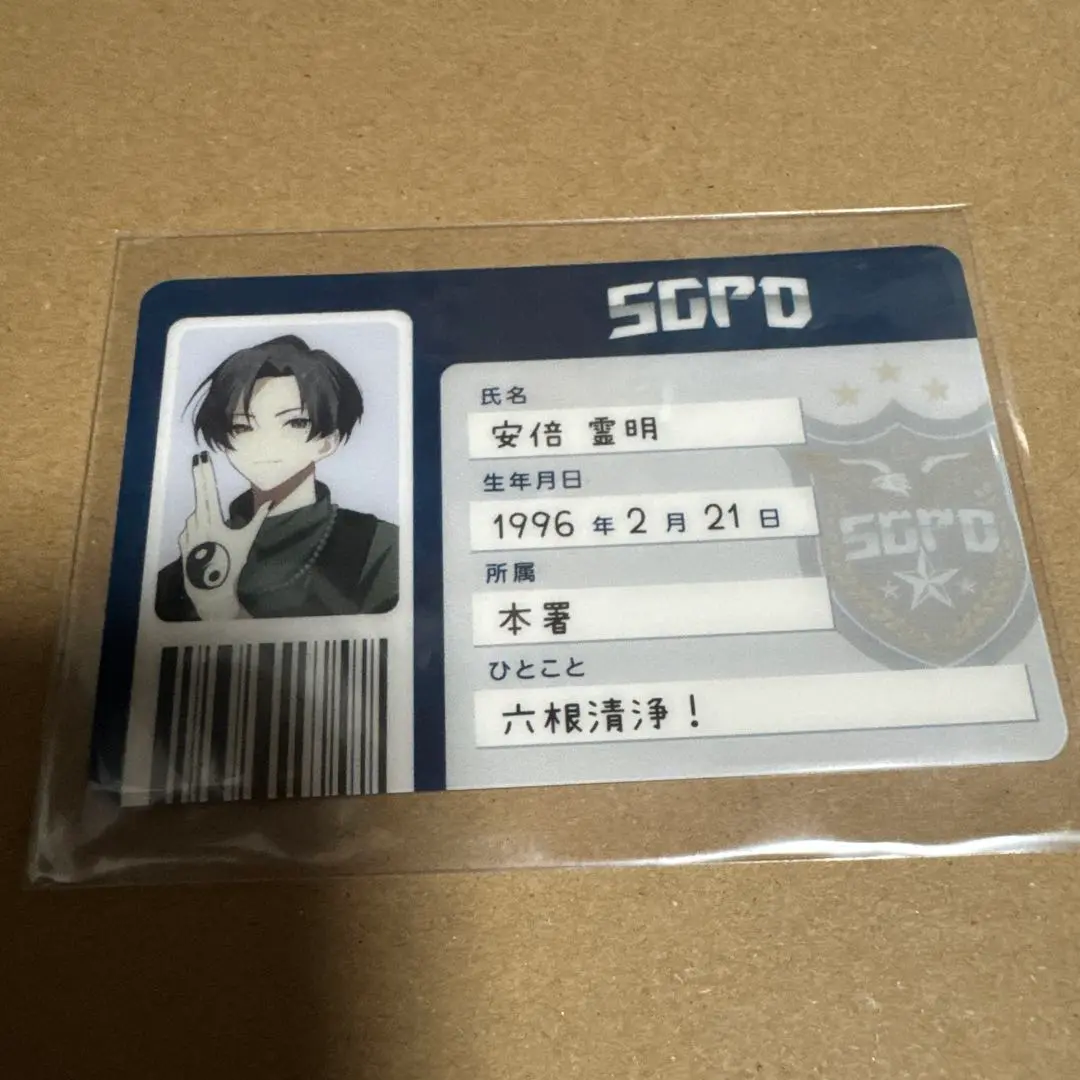 SGPD
氏名
安倍 霊明
生年月日
1996 年 2 月 21 日
所属
本署
ひとこと
六根清浄！
SGPD